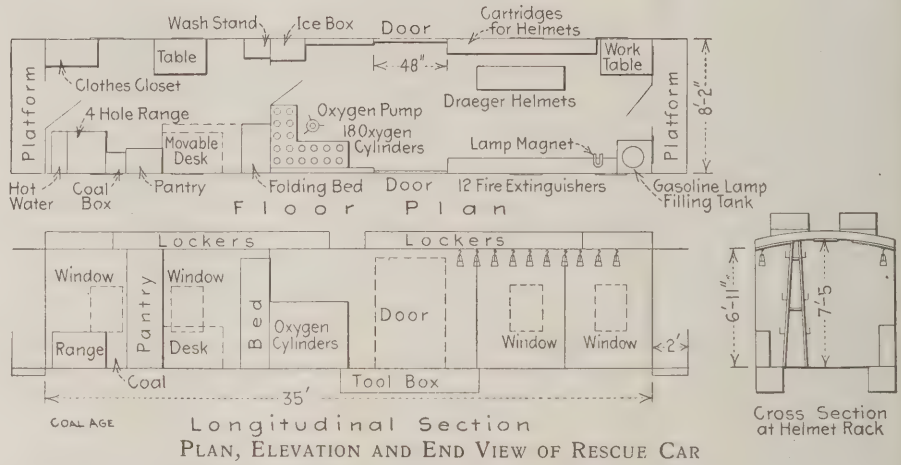 Wash Stand
Ice Box
Door
Cartridges
for Helmets
Platform
Table
48"
Work
Table
Platform
8'-2"
Clothes Closet
4 Hole Range
Draeger Helmets
Oxygen Pump
18 Oxygen
Cylinders
Movable
Desk
Lamp Magnet
Hot
Water
Coal
Box
Pantry
Folding Bed
Door
12 Fire Extinguishers
Gasoline Lamp
Filling Tank
Floor Plan
Lockers
Lockers
Window
Pantry
Window
Bed
Door
Oxygen
Cylinders
Range
Desk
Window
Window
2'
Coal
Tool Box
35'
6'-11"
7'-5
COAL AGE
Longitudinal Section
Cross Section
at Helmet Rack
PLAN, ELEVATION AND END VIEW OF RESCUE CAR